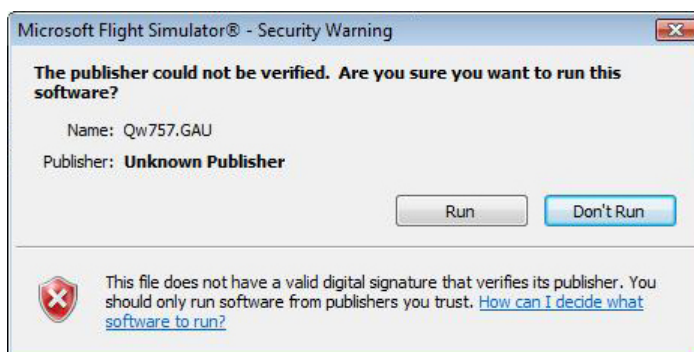 Microsoft Flight Simulator® - Security Warning
The publisher could not be verified. Are you sure you want to run this
software?
Name: Qw757.GAU
Publisher: Unknown Publisher
Run Don't Run
This file does not have a valid digital signature that verifies its publisher. You
should only run software from publishers you trust. How can I decide what
software to run?